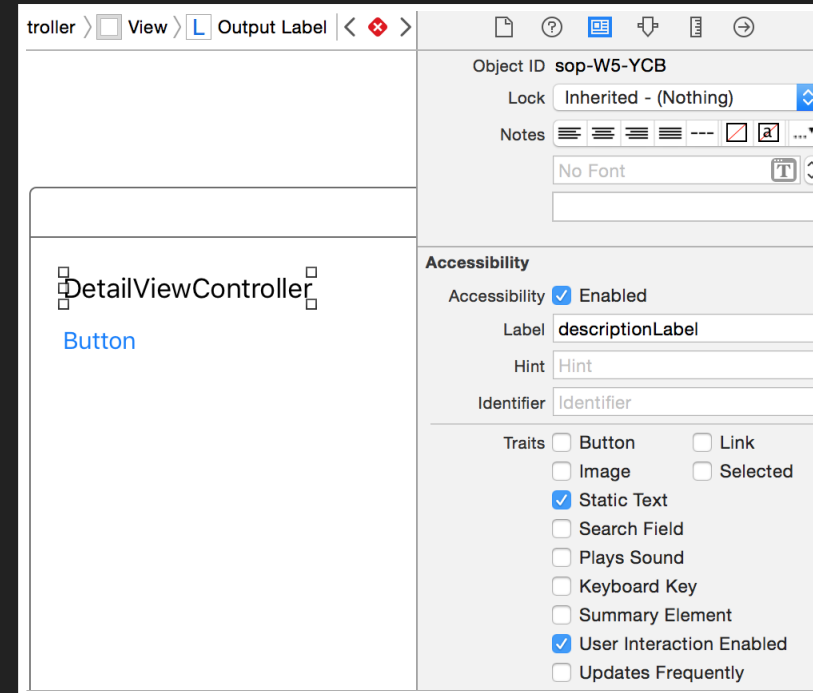 troller View L Output Label
Object ID sop-W5-YCB
Lock Inherited - (Nothing)
Notes --- a ...
No Font T
DetailViewController
Button
Accessibility
Accessibility Enabled
Label descriptionLabel
Hint Hint
Identifier Identifier
Traits Button Link
Image Selected
Static Text
Search Field
Plays Sound
Keyboard Key
Summary Element
User Interaction Enabled
Updates Frequently